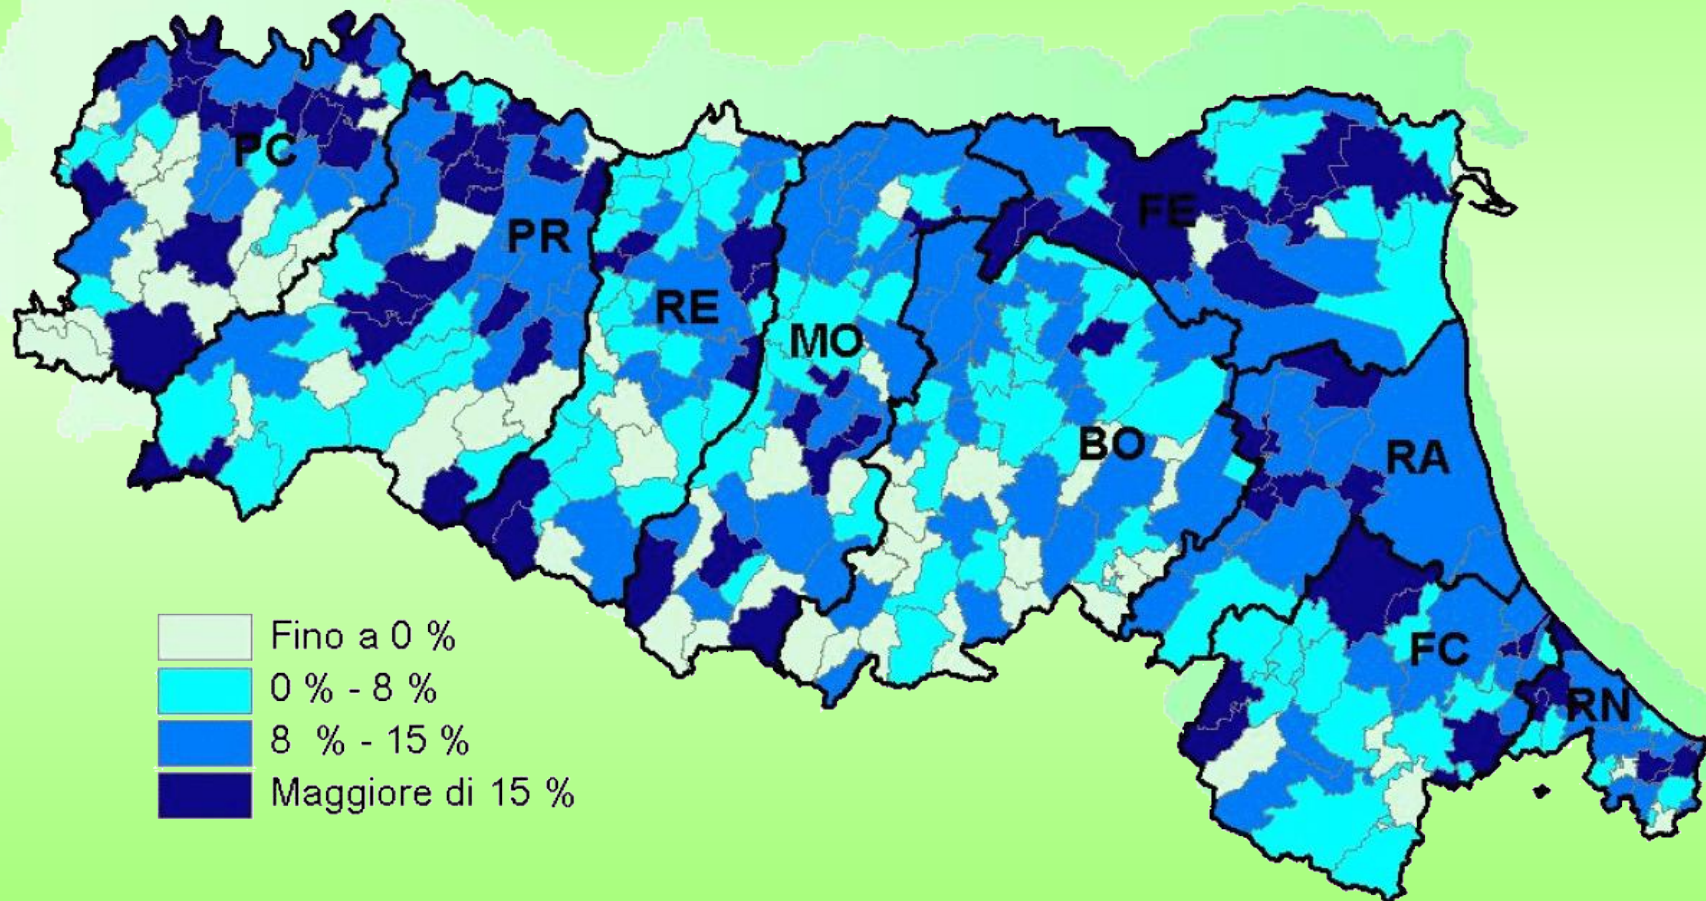 PC
PR
RE
MO
FE
BO
RA
FC
RN
Fino a 0 %
0 % - 8 %
8 % - 15 %
Maggiore di 15 %